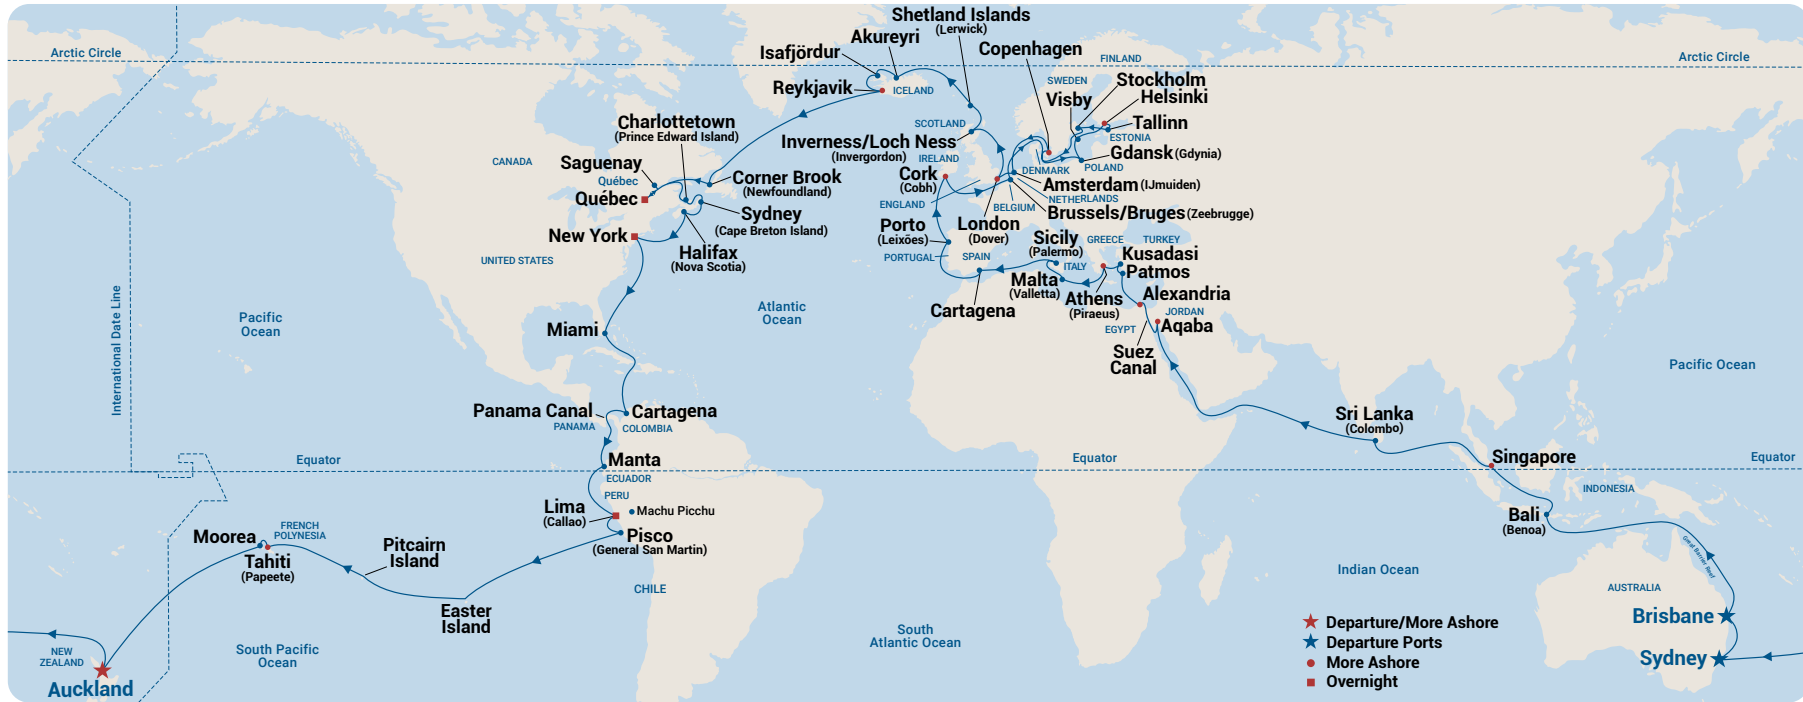 Shetland Islands
(Lerwick)
Akureyri
Copenhagen
Isafjördur
Arctic Circle
Arctic Circle
FINLAND
Reykjavik
ICELAND
SWEDEN
Stockholm
Visby
Helsinki
Charlottetown
(Prince Edward Island)
SCOTLAND
Tallinn
ESTONIA
Inverness/Loch Ness
(Invergordon)
Gdansk (Gdynia)
CANADA
Saguenay
IRELAND
DENMARK
POLAND
Québec
Corner Brook
(Newfoundland)
Cork
(Cobh)
Amsterdam (IJmuiden)
Québec
NETHERLANDS
ENGLAND
BELGIUM
Sydney
(Cape Breton Island)
Brussels/Bruges (Zeebrugge)
Porto
(Leixões)
London
(Dover)
New York
Sicily
(Palermo)
GREECE
TURKEY
Halifax
(Nova Scotia)
PORTUGAL
SPAIN
ITALY
Kusadasi
Patmos
UNITED STATES
Malta
(Valletta)
Athens
(Piraeus)
Alexandria
Cartagena
JORDAN
Atlantic
Ocean
Pacific
Ocean
International Date Line
Miami
EGYPT
Aqaba
Suez
Canal
Pacific Ocean
Panama Canal
Cartagena
PANAMA
COLOMBIA
Sri Lanka
(Colombo)
Equator
Manta
Equator
Singapore
Equator
ECUADOR
PERU
INDONESIA
Lima
(Callao)
Machu Picchu
Bali
(Benoa)
Moorea
FRENCH
POLYNESIA
Pisco
(General San Martin)
Tahiti
(Papeete)
Pitcairn
Island
Great Barrier Reef
Indian Ocean
CHILE
AUSTRALIA
Easter
Island
Brisbane
South
Atlantic Ocean
Departure/More Ashore
Departure Ports
More Ashore
Overnight
South Pacific
Ocean
NEW
ZEALAND
Sydney
Auckland